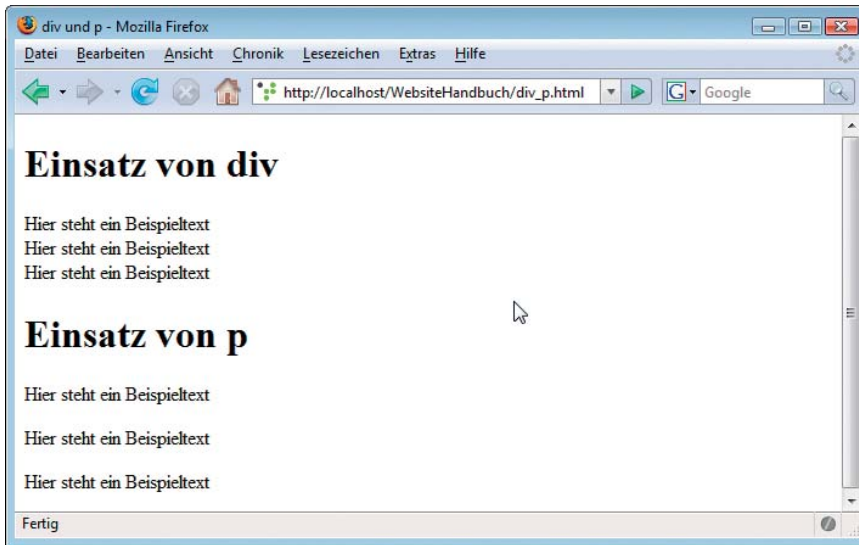 div und p - Mozilla Firefox
Datei Bearbeiten Ansicht Chronik Lesezeichen Extras Hilfe
http://localhost/WebsiteHandbuch/div_p.html G Google
Einsatz von div
Hier steht ein Beispieltext
Hier steht ein Beispieltext
Hier steht ein Beispieltext
Einsatz von p
Hier steht ein Beispieltext
Hier steht ein Beispieltext
Hier steht ein Beispieltext
Fertig